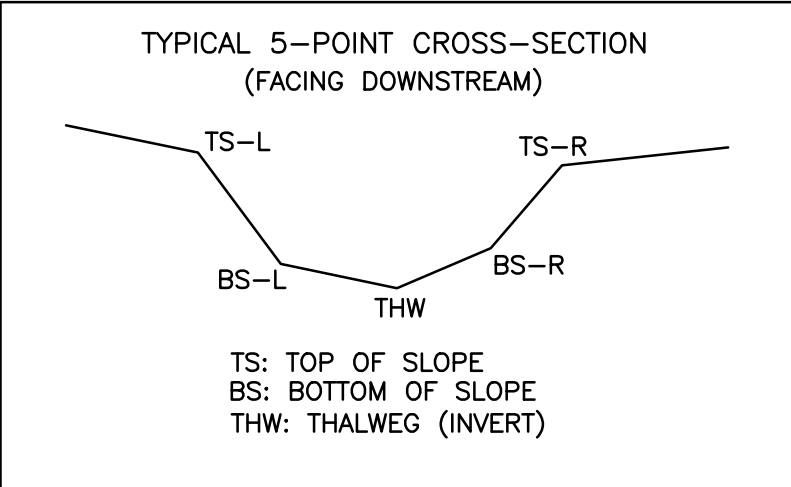 TYPICAL 5-POINT CROSS-SECTION
(FACING DOWNSTREAM)
TS-L
TS-R
BS-L
BS-R
THW
TS: TOP OF SLOPE
BS: BOTTOM OF SLOPE
THW: THALWEG (INVERT)